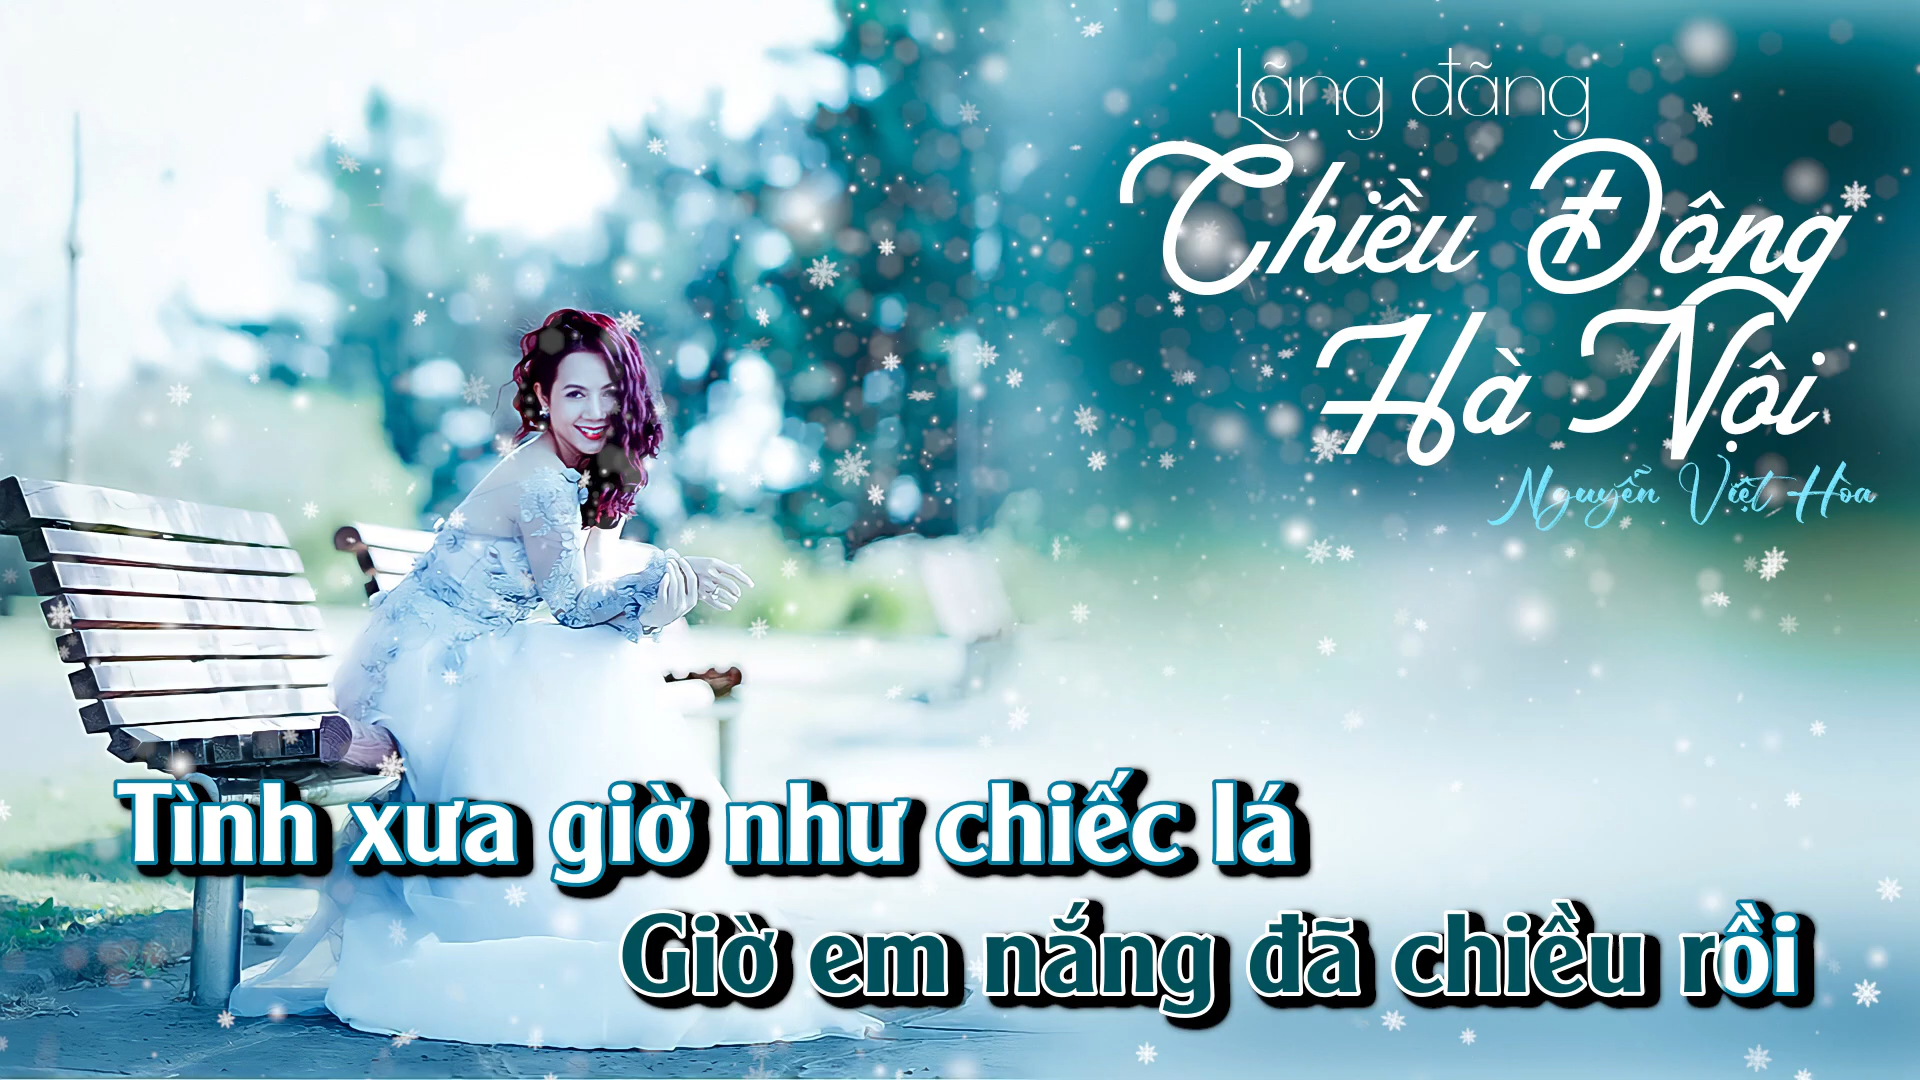 Lãng đãng
Chiều Đông
Hà Nội
Nguyễn Việt Hòa
Tình xưa giờ như chiếc lá
Giờ em nắng đã chiều rồi